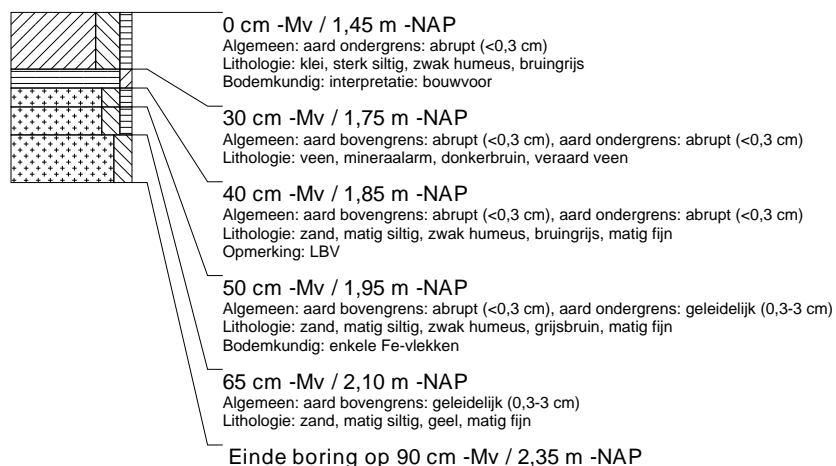 0 cm -Mv / 1,45 m -NAP
Algemeen: aard ondergrens: abrupt (<0,3 cm)
Lithologie: klei, sterk siltig, zwak humeus, bruingrijs
Bodemkundig: interpretatie: bouwvoor
30 cm -Mv / 1,75 m -NAP
Algemeen: aard bovengrens: abrupt (<0,3 cm), aard ondergrens: abrupt (<0,3 cm)
Lithologie: veen, mineraalarm, donkerbruin, veraard veen
40 cm -Mv / 1,85 m -NAP
Algemeen: aard bovengrens: abrupt (<0,3 cm), aard ondergrens: abrupt (<0,3 cm)
Lithologie: zand, matig siltig, zwak humeus, bruingrijs, matig fijn
Opmerking: LBV
50 cm -Mv / 1,95 m -NAP
Algemeen: aard bovengrens: abrupt (<0,3 cm), aard ondergrens: geleidelijk (0,3-3 cm)
Lithologie: zand, matig siltig, zwak humeus, grijsbruin, matig fijn
Bodemkundig: enkele Fe-vlekken
65 cm -Mv / 2,10 m -NAP
Algemeen: aard bovengrens: geleidelijk (0,3-3 cm)
Lithologie: zand, matig siltig, geel, matig fijn
Einde boring op 90 cm -Mv / 2,35 m -NAP